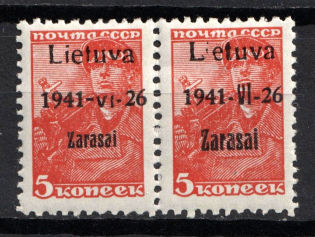 ПОЧТА СССР ПОЧТА СССР
Lietuva Lietuva
1941-VI-26 1941-VI-26
Zarasai Zarasai
5 КОПЕЕК 5 КОПЕЕК